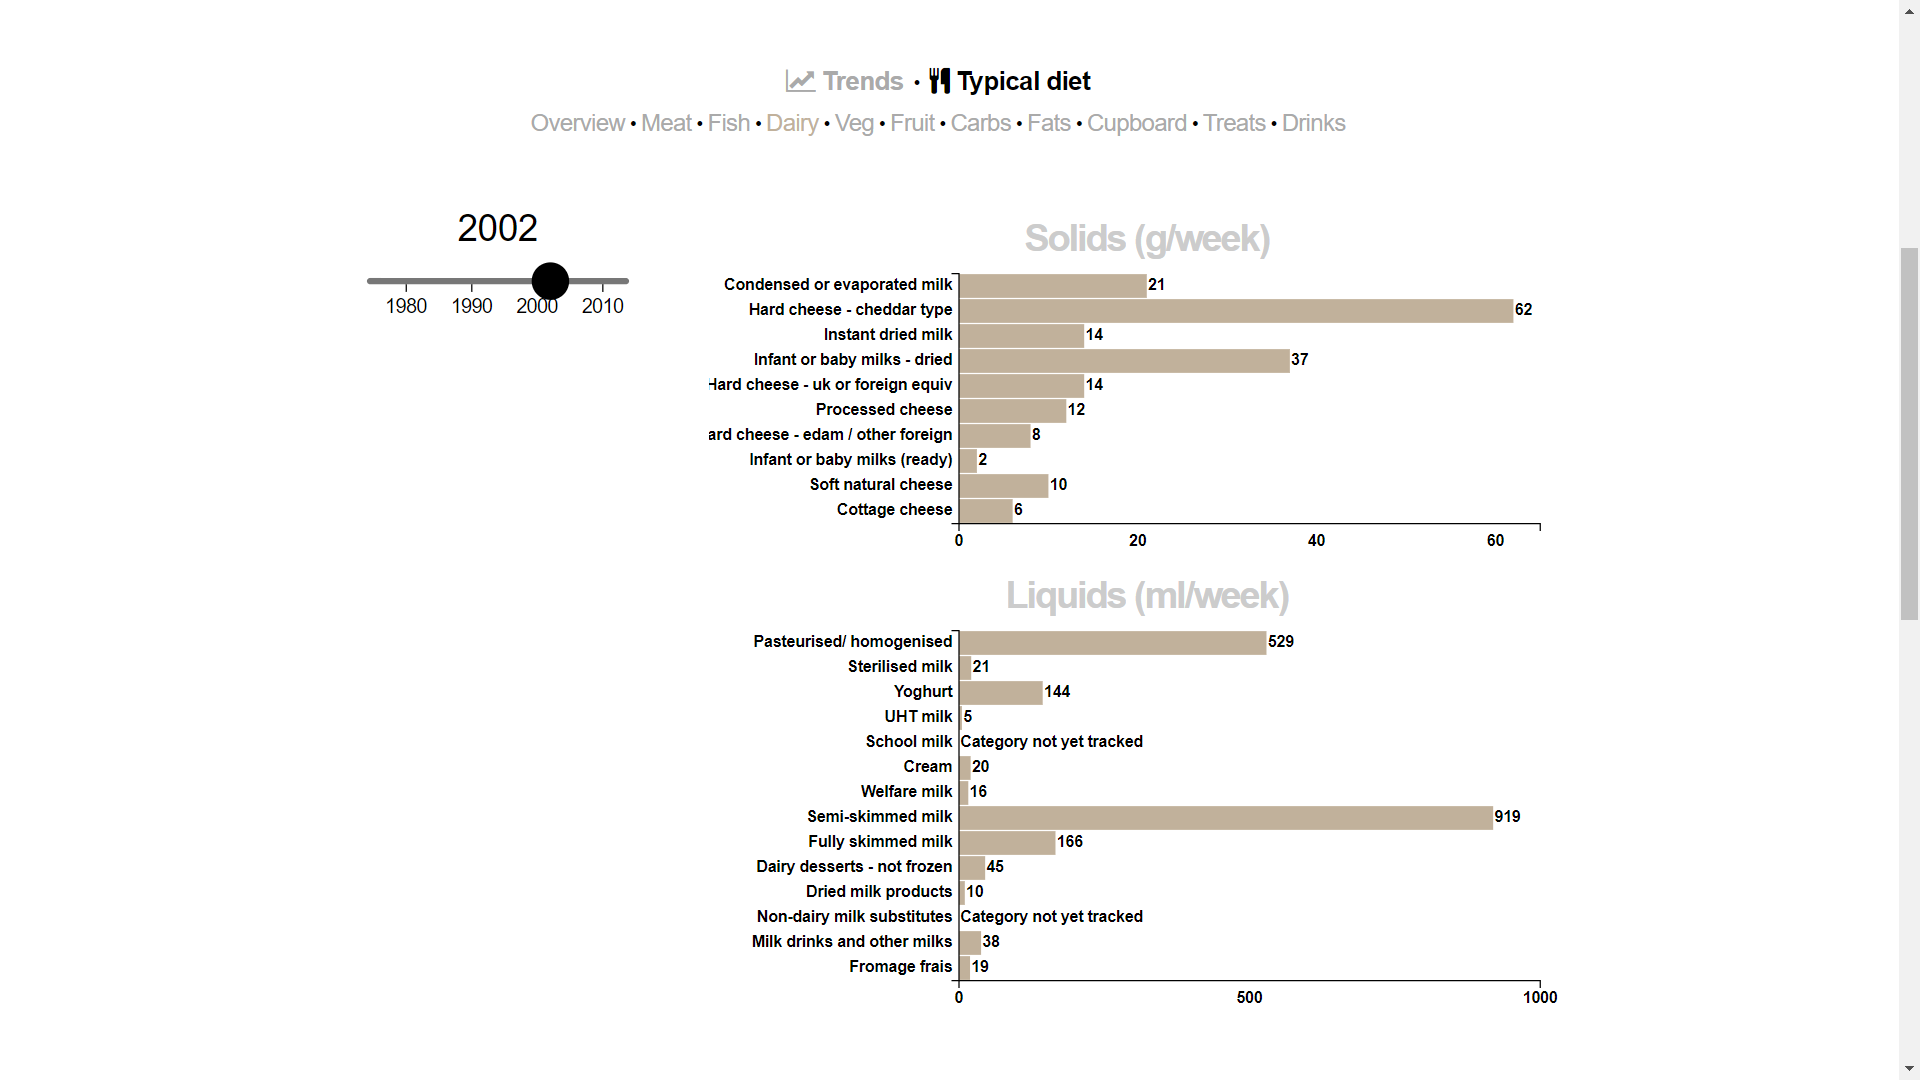 Trends • Typical diet
Overview • Meat • Fish • Dairy • Veg • Fruit • Carbs • Fats • Cupboard • Treats • Drinks
2002
1980 1990 2000 2010
Solids (g/week)
Condensed or evaporated milk 21
Hard cheese - cheddar type 62
Instant dried milk 14
Infant or baby milks - dried 37
Hard cheese - uk or foreign equiv 14
Processed cheese 12
ard cheese - edam / other foreign 8
Infant or baby milks (ready) 2
Soft natural cheese 10
Cottage cheese 6
0 20 40 60
Liquids (ml/week)
Pasteurised/ homogenised 529
Sterilised milk 21
Yoghurt 144
UHT milk 5
School milk Category not yet tracked
Cream 20
Welfare milk 16
Semi-skimmed milk 919
Fully skimmed milk 166
Dairy desserts - not frozen 45
Dried milk products 10
Non-dairy milk substitutes Category not yet tracked
Milk drinks and other milks 38
Fromage frais 19
0 500 1000